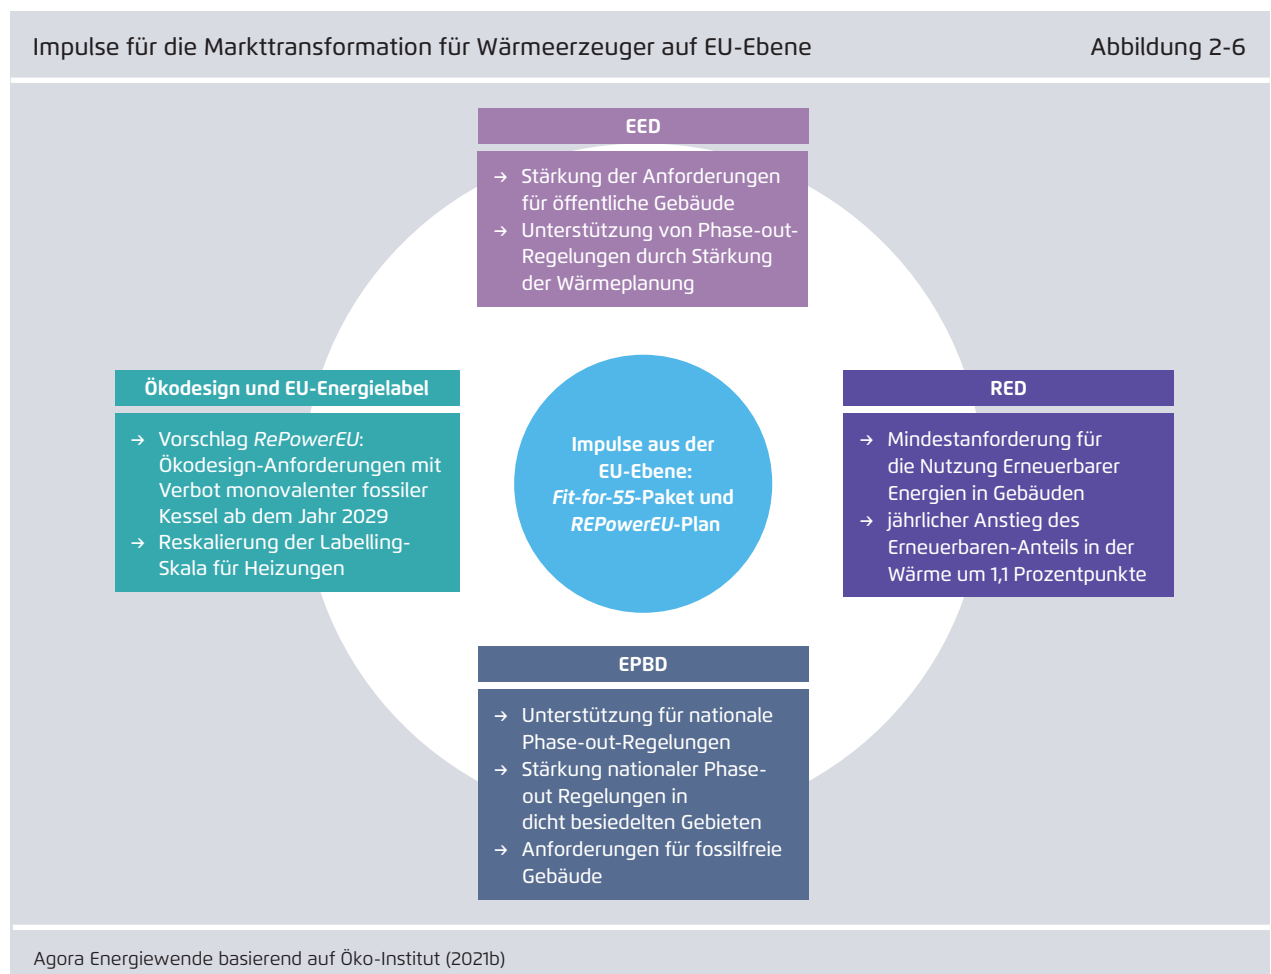 Impulse für die Markttransformation für Wärmeerzeuger auf EU-Ebene
Abbildung 2-6
EED
→ Stärkung der Anforderungen
für öffentliche Gebäude
→ Unterstützung von Phase-out-
Regelungen durch Stärkung
der Wärmeplanung
Ökodesign und EU-Energielabel
→ Vorschlag RePowerEU:
Ökodesign-Anforderungen mit
Verbot monovalenter fossiler
Kessel ab dem Jahr 2029
→ Reskalierung der Labelling-
Skala für Heizungen
Impulse aus der
EU-Ebene:
Fit-for-55-Paket und
REPowerEU-Plan
RED
→ Mindestanforderung für
die Nutzung Erneuerbarer
Energien in Gebäuden
→ jährlicher Anstieg des
Erneuerbaren-Anteils in der
Wärme um 1,1 Prozentpunkte
EPBD
→ Unterstützung für nationale
Phase-out-Regelungen
→ Stärkung nationaler Phase-
out Regelungen in
dicht besiedelten Gebieten
→ Anforderungen für fossilfreie
Gebäude
Agora Energiewende basierend auf Öko-Institut (2021b)